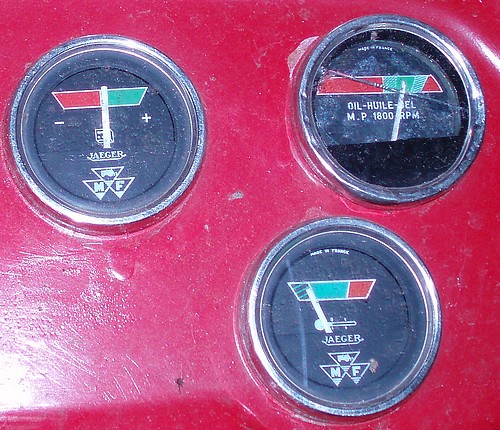 - +
JAEGER
M F
MADE IN FRANCE
OIL-HUILE-OEL
M.P. 1800 RPM
MADE IN FRANCE
JAEGER
M F